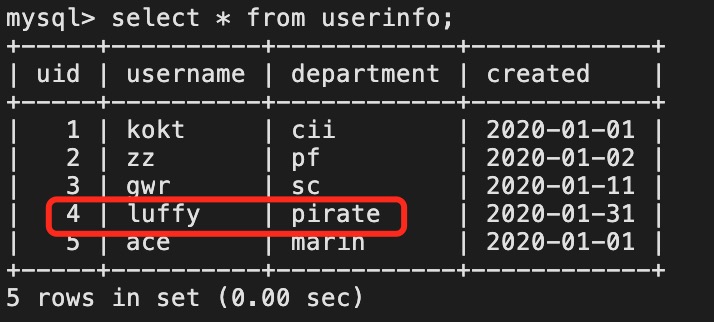 mysql> select * from userinfo;
+-----+----------+------------+------------+
| uid | username | department | created    |
+-----+----------+------------+------------+
|   1 | kokt     | cii        | 2020-01-01 |
|   2 | zz       | pf         | 2020-01-02 |
|   3 | gwr      | sc         | 2020-01-11 |
|   4 | luffy    | pirate     | 2020-01-31 |
|   5 | ace      | marin      | 2020-01-01 |
+-----+----------+------------+------------+
5 rows in set (0.00 sec)